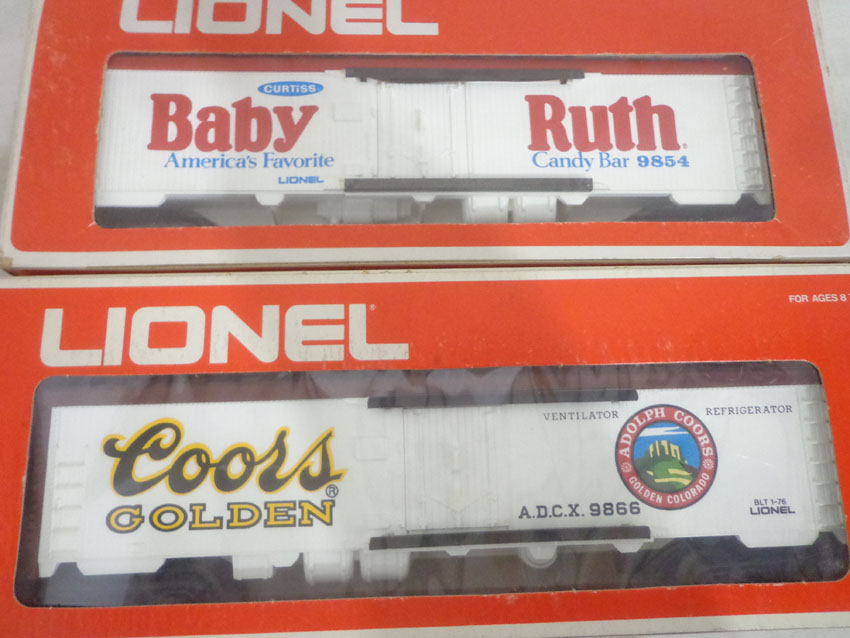 LIONEL
CURTISS
Baby Ruth®
America's Favorite Candy Bar 9854
LIONEL
LIONEL®
FOR AGES 8
Coors®
GOLDEN
VENTILATOR REFRIGERATOR
ADOLPH COORS
GOLDEN COLORADO
A.D.C.X. 9866
BLT 1-76
LIONEL